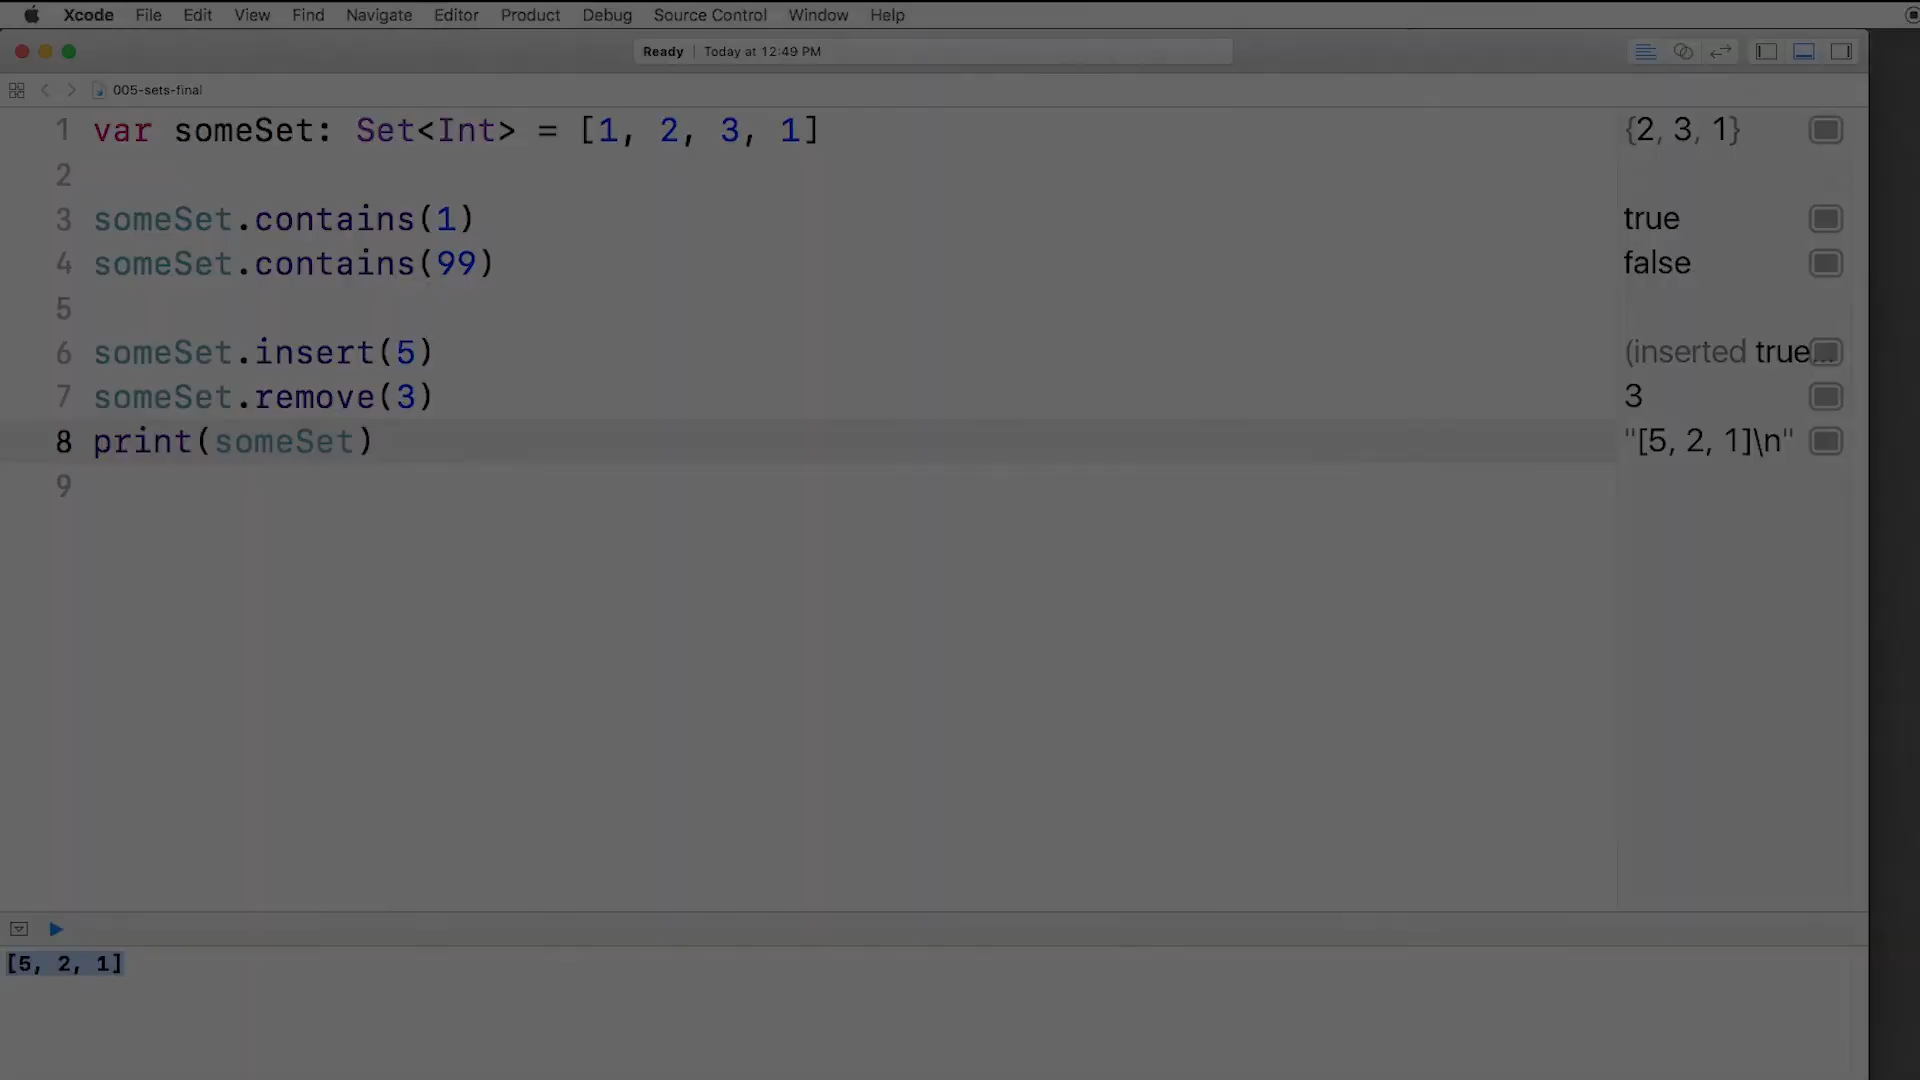 Xcode File Edit View Find Navigate Editor Product Debug Source Control Window Help
Ready | Today at 12:49 PM
005-sets-final
1 var someSet: Set<Int> = [1, 2, 3, 1] {2, 3, 1}
2
3 someSet.contains(1) true
4 someSet.contains(99) false
5
6 someSet.insert(5) (inserted true...
7 someSet.remove(3) 3
8 print(someSet) "[5, 2, 1]\n"
9
[5, 2, 1]